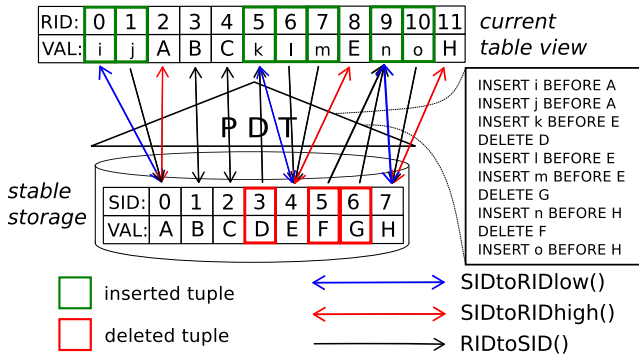 RID: 0 1 2 3 4 5 6 7 8 9 10 11
VAL: i j A B C k l m E n o H
current
table view
INSERT i BEFORE A
INSERT j BEFORE A
INSERT k BEFORE E
DELETE D
INSERT l BEFORE E
INSERT m BEFORE E
DELETE G
INSERT n BEFORE H
DELETE F
INSERT o BEFORE H
PDT
stable
storage
SID: 0 1 2 3 4 5 6 7
VAL: A B C D E F G H
inserted tuple
deleted tuple
SIDtoRIDlow()
SIDtoRIDhigh()
RIDtoSID()